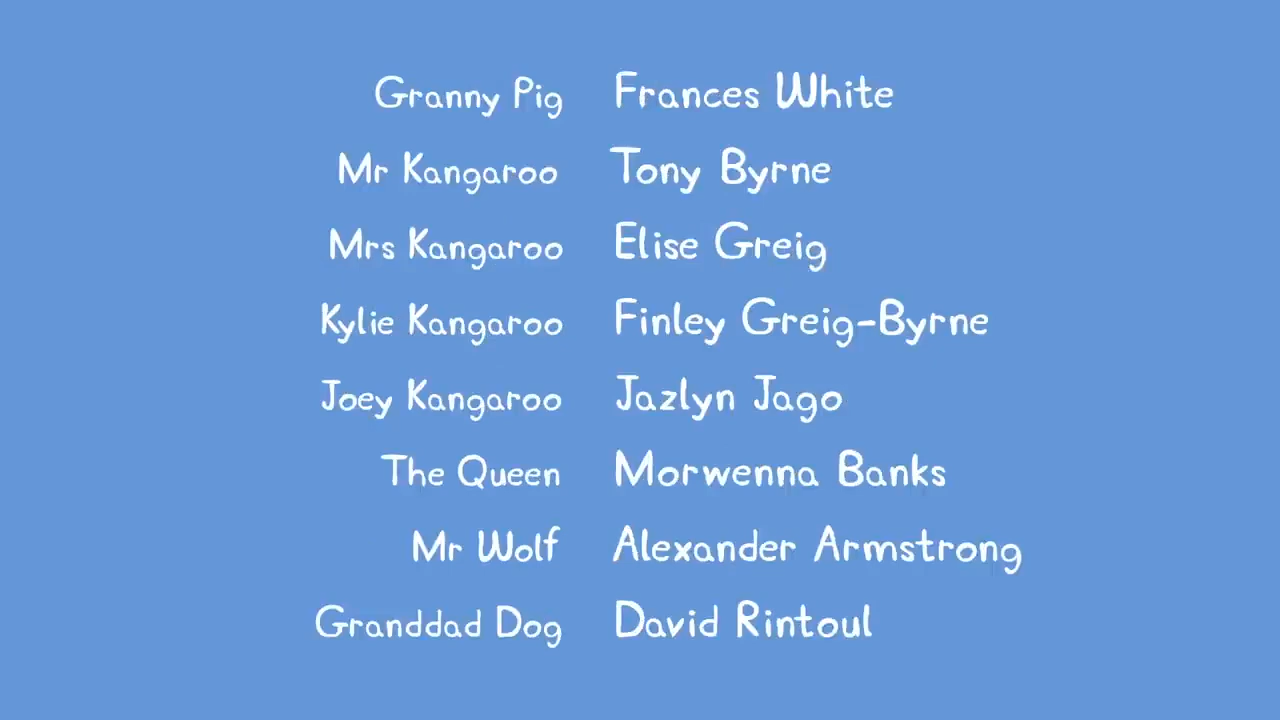 Granny Pig Frances White
Mr Kangaroo Tony Byrne
Mrs Kangaroo Elise Greig
Kylie Kangaroo Finley Greig-Byrne
Joey Kangaroo Jazlyn Jago
The Queen Morwenna Banks
Mr Wolf Alexander Armstrong
Granddad Dog David Rintoul